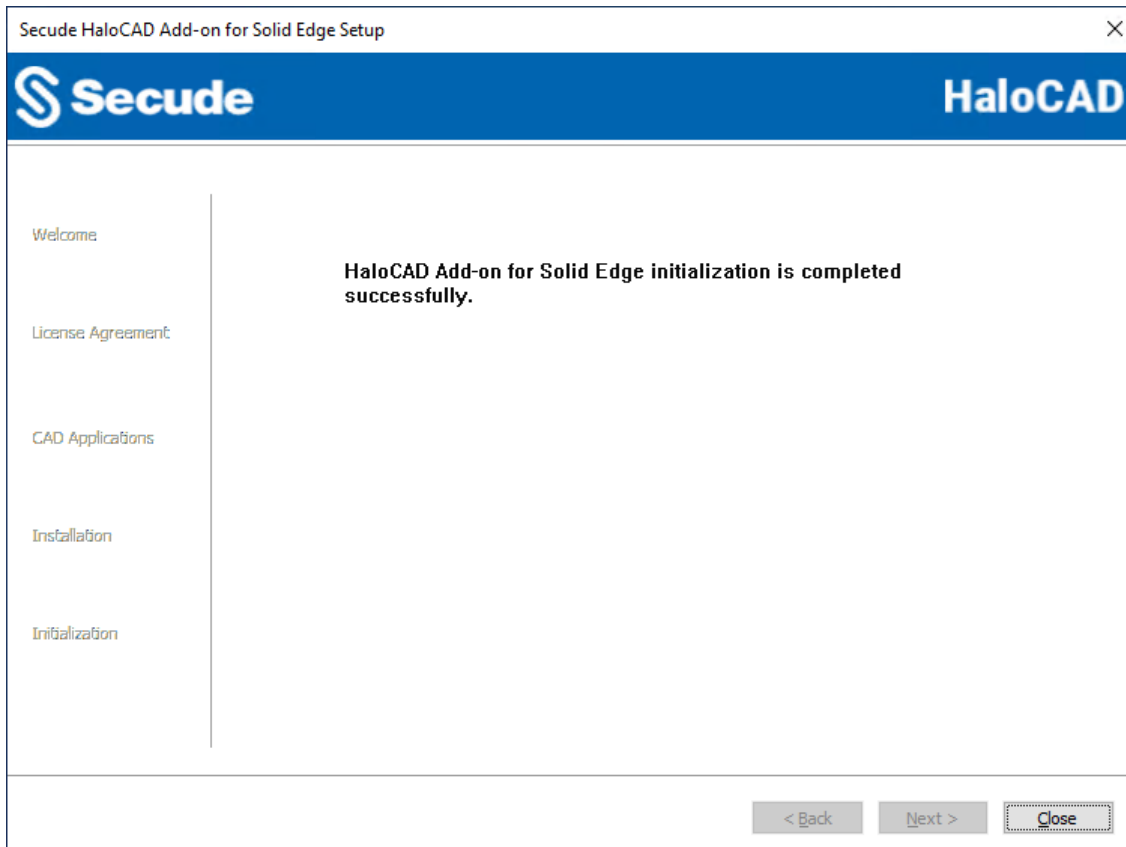 Secude HaloCAD Add-on for Solid Edge Setup
Secude
HaloCAD
Welcome
License Agreement
CAD Applications
Installation
Initialization
HaloCAD Add-on for Solid Edge initialization is completed
successfully.
< Back
Next >
Close